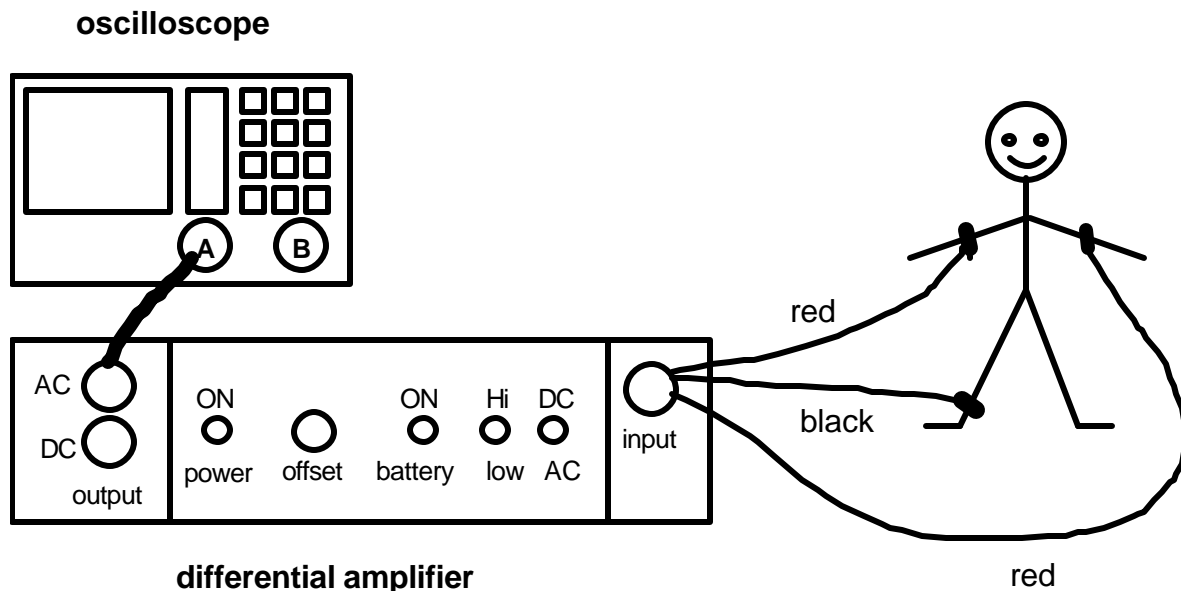 oscilloscope
A B
red
AC
ON ON Hi DC
DC
black
input
power offset battery low AC
output
differential amplifier
red